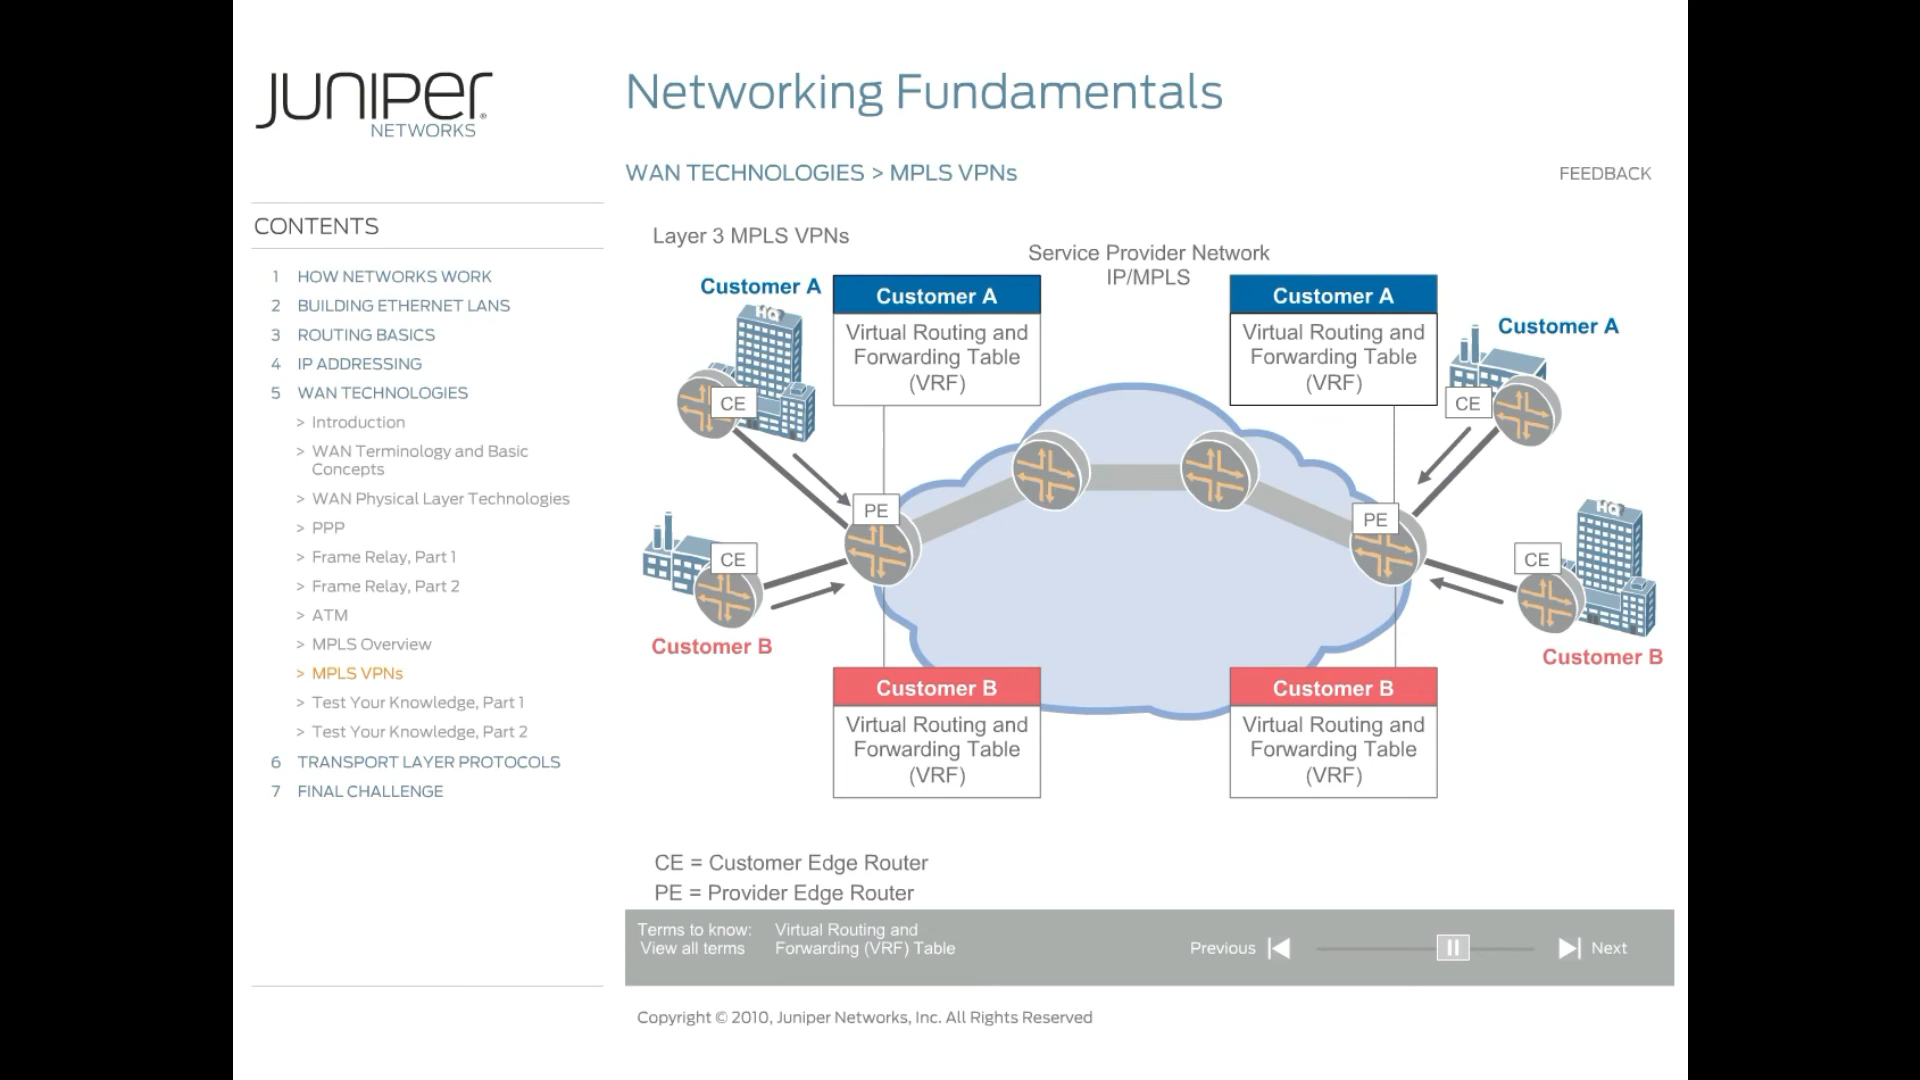 JUNIPER
NETWORKS
Networking Fundamentals
WAN TECHNOLOGIES > MPLS VPNs
FEEDBACK
CONTENTS
1 HOW NETWORKS WORK
2 BUILDING ETHERNET LANS
3 ROUTING BASICS
4 IP ADDRESSING
5 WAN TECHNOLOGIES
> Introduction
> WAN Terminology and Basic
Concepts
> WAN Physical Layer Technologies
> PPP
> Frame Relay, Part 1
> Frame Relay, Part 2
> ATM
> MPLS Overview
> MPLS VPNs
> Test Your Knowledge, Part 1
> Test Your Knowledge, Part 2
6 TRANSPORT LAYER PROTOCOLS
7 FINAL CHALLENGE
Layer 3 MPLS VPNs
Service Provider Network
IP/MPLS
Customer A
HQ
CE
Customer A
Virtual Routing and
Forwarding Table
(VRF)
Customer A
Virtual Routing and
Forwarding Table
(VRF)
Customer A
CE
PE
PE
CE
Customer B
HQ
CE
Customer B
Customer B
Virtual Routing and
Forwarding Table
(VRF)
Customer B
Virtual Routing and
Forwarding Table
(VRF)
CE = Customer Edge Router
PE = Provider Edge Router
Terms to know:
View all terms
Virtual Routing and
Forwarding (VRF) Table
Previous
Next
Copyright © 2010, Juniper Networks, Inc. All Rights Reserved